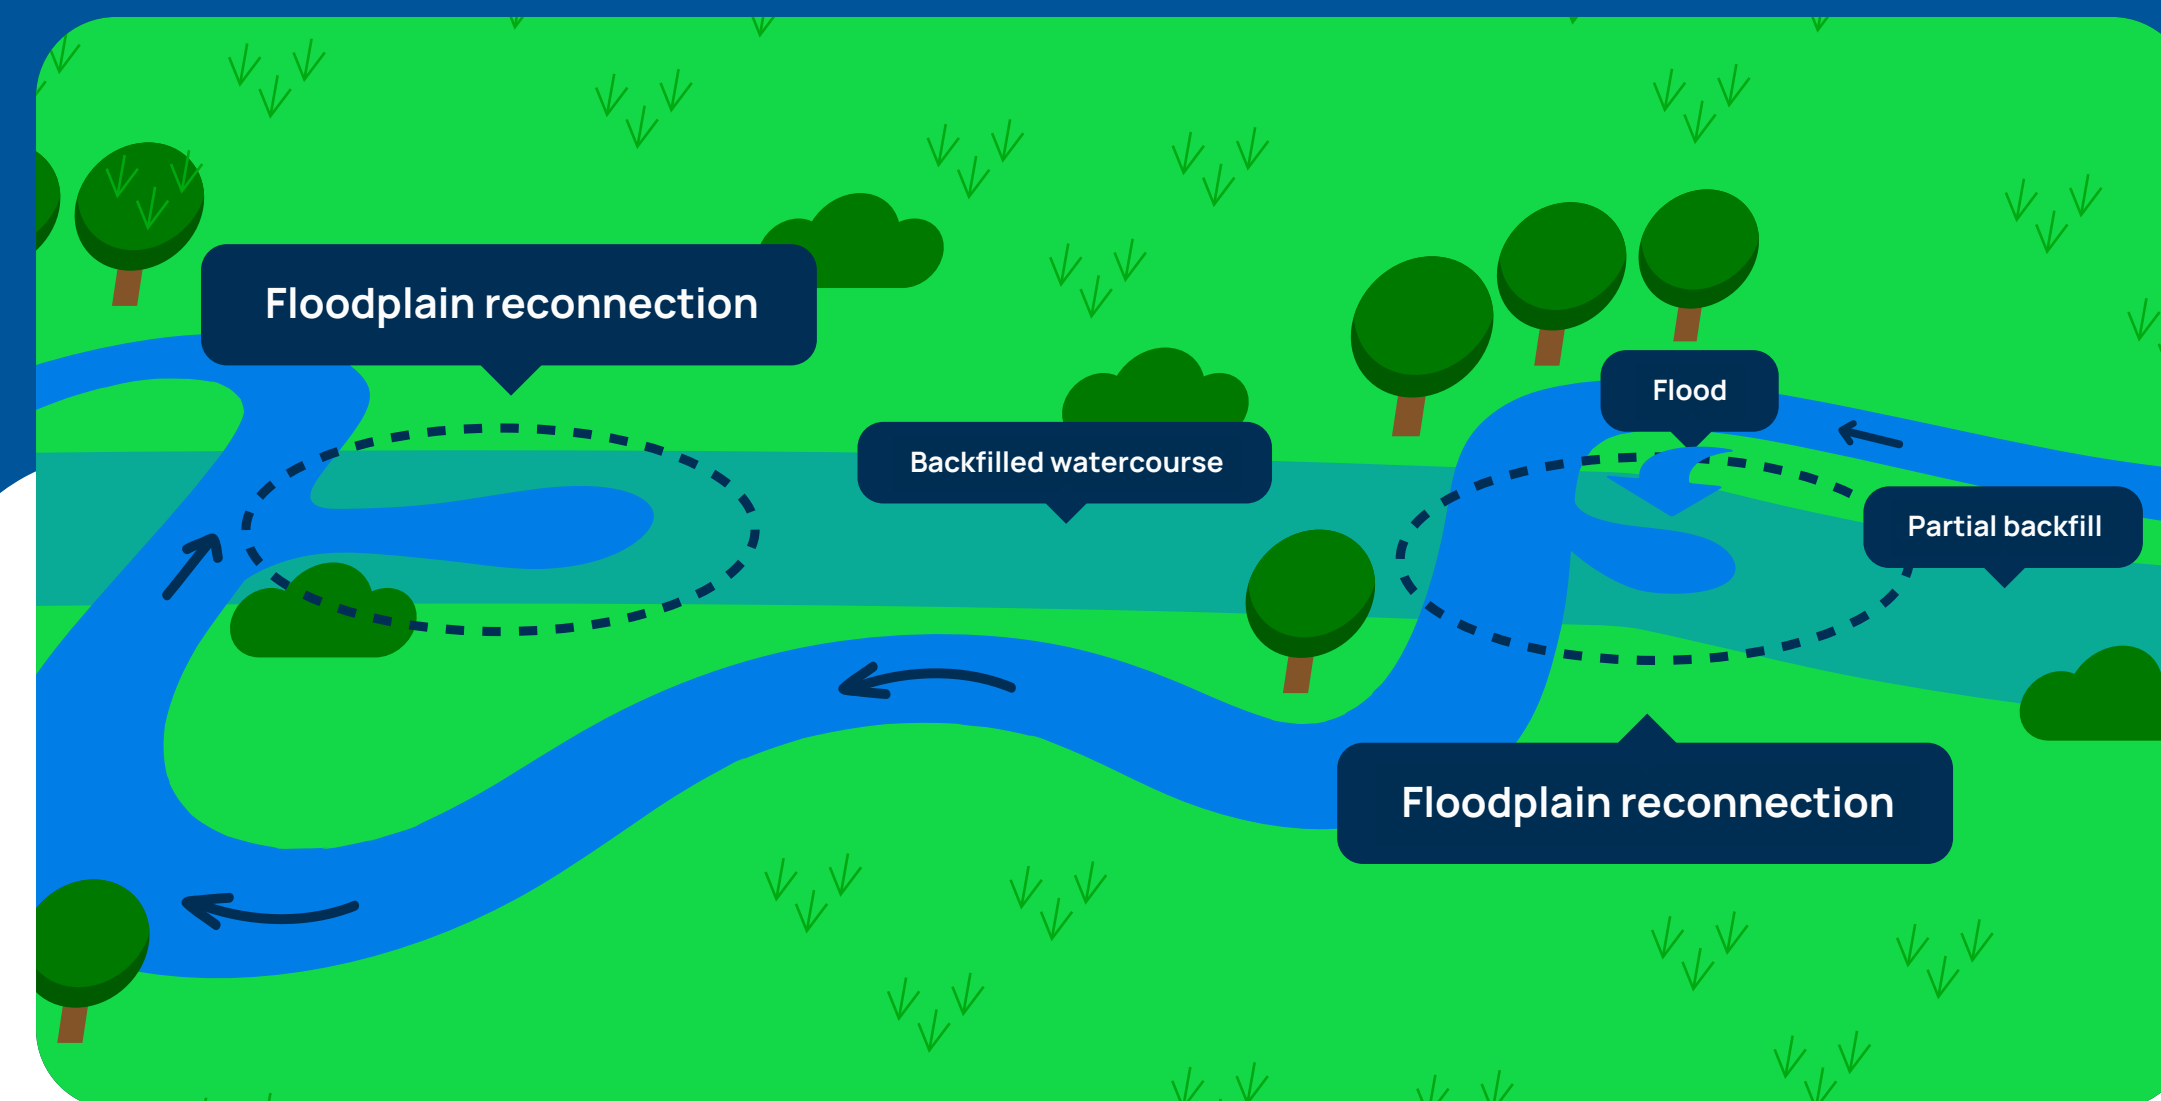 Floodplain reconnection
Flood
Backfilled watercourse
Partial backfill
Floodplain reconnection